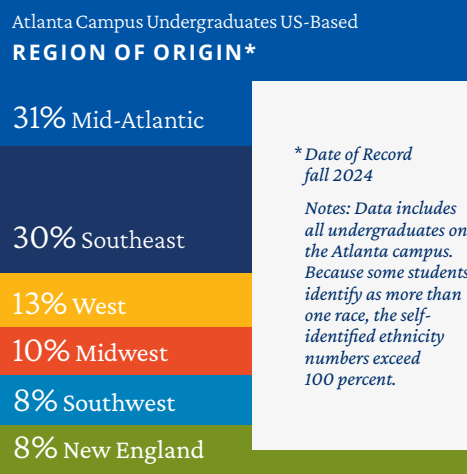 Atlanta Campus Undergraduates US-Based
REGION OF ORIGIN*
31% Mid-Atlantic
30% Southeast
13% West
10% Midwest
8% Southwest
8% New England
* Date of Record
fall 2024
Notes: Data includes
all undergraduates on
the Atlanta campus.
Because some students
identify as more than
one race, the self-
identified ethnicity
numbers exceed
100 percent.